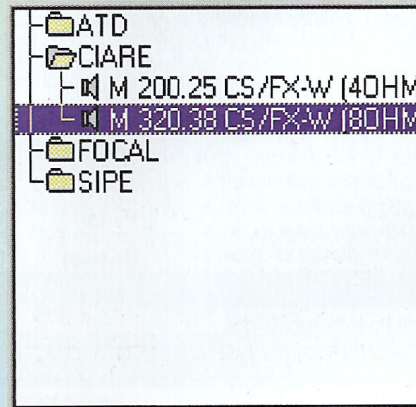 ATD
CIARE
M 200.25 CS/FX-W (4OHM
M 320.38 CS/FX-W (8OHM
FOCAL
SIPE